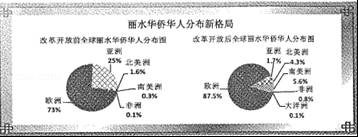 丽水华侨华人分布新格局
改革开放前全球丽水华侨华人分布图
亚洲
25%
北美洲
1.6%
南美洲
0.3%
非洲
0.1%
欧洲
73%
改革开放后全球丽水华侨华人分布图
亚洲
1.7%
北美洲
4.3%
南美洲
5.6%
非洲
0.8%
大洋洲
0.1%
欧洲
87.5%